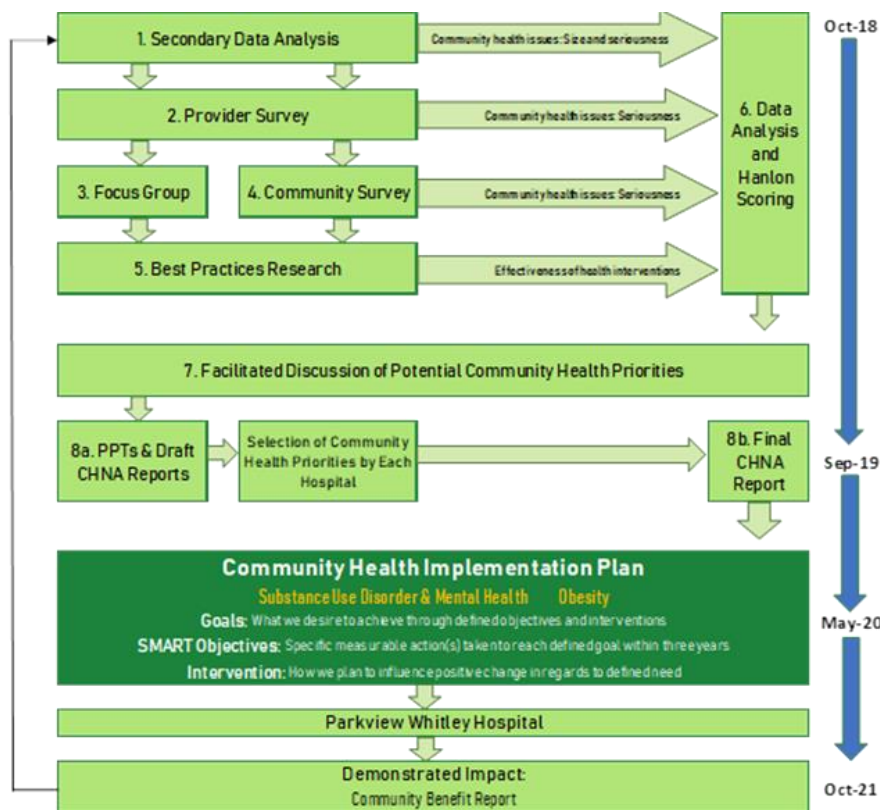 Oct-18
1. Secondary Data Analysis
Community health issues: Size and seriousness
2. Provider Survey
Community health issues: Seriousness
3. Focus Group
4. Community Survey
Community health issues: Seriousness
5. Best Practices Research
Effectiveness of health interventions
6. Data
Analysis
and
Hanlon
Scoring
7. Facilitated Discussion of Potential Community Health Priorities
8a. PPTs & Draft
CHNA Reports
Selection of Community
Health Priorities by Each
Hospital
8b. Final
CHNA
Report
Sep-19
Community Health Implementation Plan
Substance Use Disorder & Mental Health Obesity
Goals: What we desire to achieve through defined objectives and interventions
SMART Objectives: Specific measurable action(s) taken to reach defined goal within three years
Intervention: How we plan to influence positive change in regards to defined need
May-20
Parkview Whitley Hospital
Demonstrated Impact:
Community Benefit Report
Oct-21